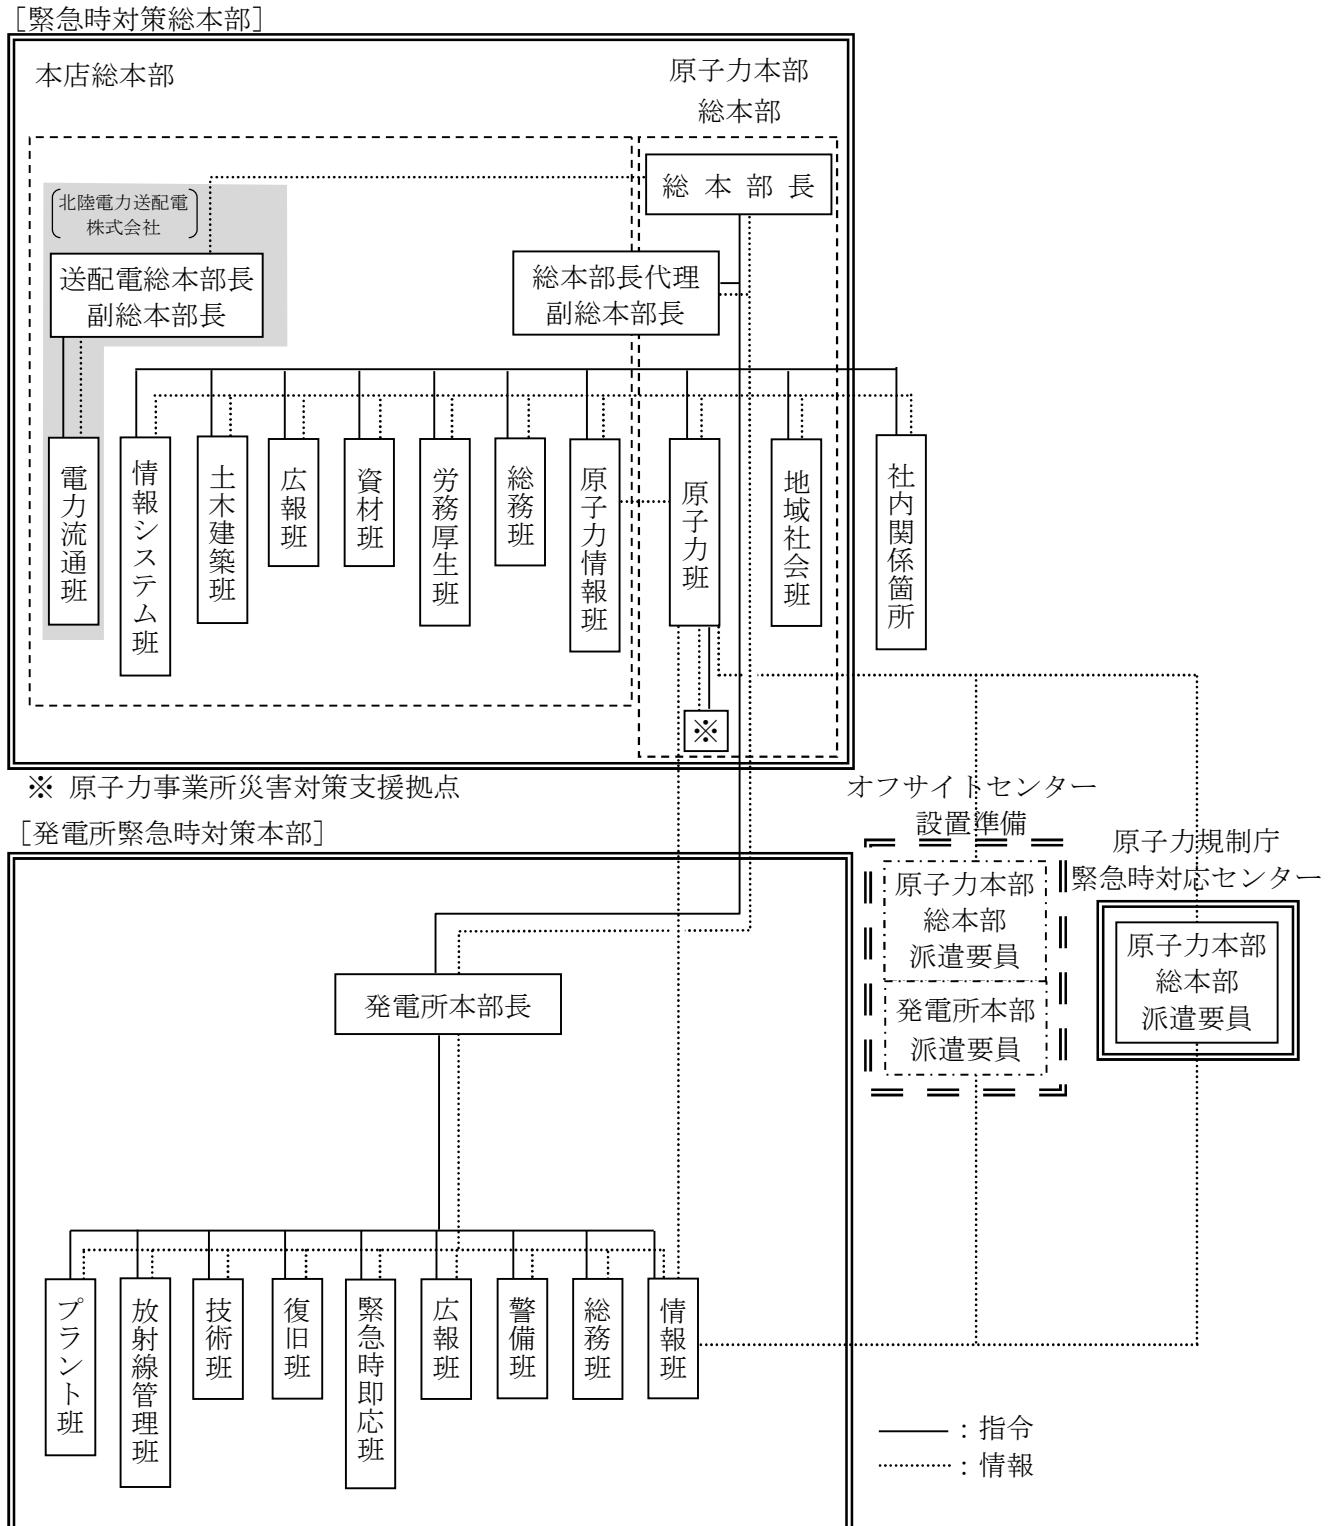 ［緊急時対策総本部］
本店総本部
原子力本部
総本部
総本部長
北陸電力送配電
株式会社
送配電総本部長
副総本部長
総本部長代理
副総本部長
電力流通班
情報システム班
土木建築班
広報班
資材班
労務厚生班
総務班
原子力情報班
原子力班
地域社会班
社内関係箇所
※
※ 原子力事業所災害対策支援拠点
オフサイトセンター
設置準備
原子力規制庁
緊急時対応センター
原子力本部
総本部
派遣要員
発電所本部
派遣要員
原子力本部
総本部
派遣要員
［発電所緊急時対策本部］
発電所本部長
プラント班
放射線管理班
技術班
復旧班
緊急時即応班
広報班
警備班
総務班
情報班
：指令
：情報